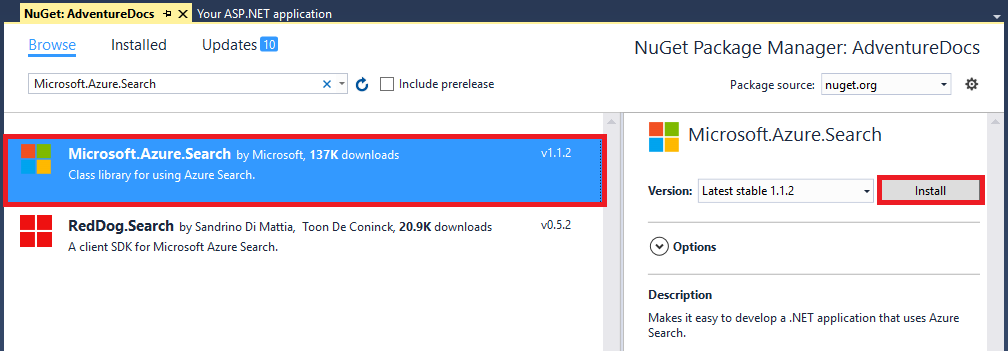 NuGet: AdventureDocs
Your ASP.NET application
Browse Installed Updates 10
NuGet Package Manager: AdventureDocs
Microsoft.Azure.Search
Include prerelease
Package source: nuget.org
Microsoft.Azure.Search by Microsoft, 137K downloads v1.1.2
Class library for using Azure Search.
RedDog.Search by Sandrino Di Mattia, Toon De Coninck, 20.9K downloads v0.5.2
A client SDK for Microsoft Azure Search.
Microsoft.Azure.Search
Version: Latest stable 1.1.2 Install
Options
Description
Makes it easy to develop a .NET application that uses Azure
Search.